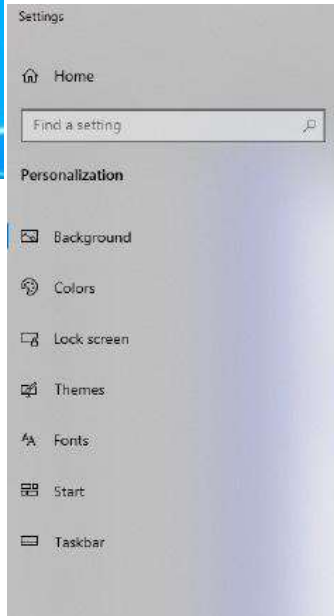 Settings
Home
Find a setting
Personalization
Background
Colors
Lock screen
Themes
Fonts
Start
Taskbar